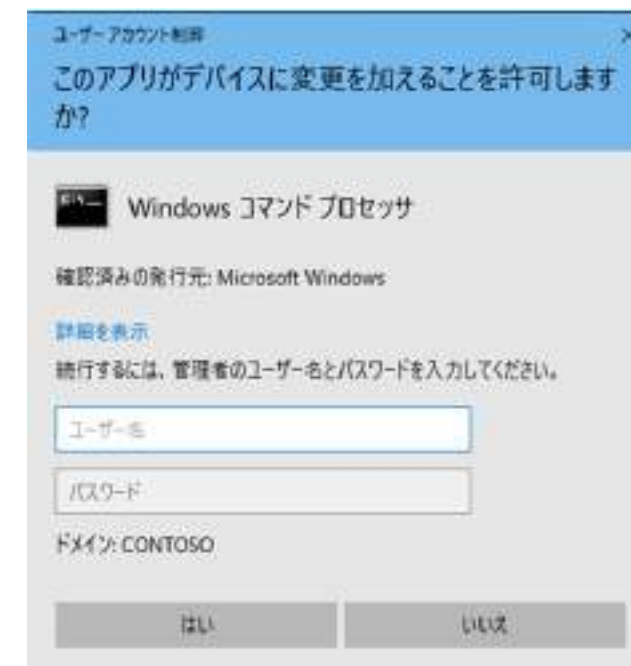 ユーザー アカウント制御
このアプリがデバイスに変更を加えることを許可します
か?
Windows コマンド プロセッサ
確認済みの発行元: Microsoft Windows
詳細を表示
続行するには、管理者のユーザー名とパスワードを入力してください。
ユーザー名
パスワード
ドメイン: CONTOSO
はい
いいえ